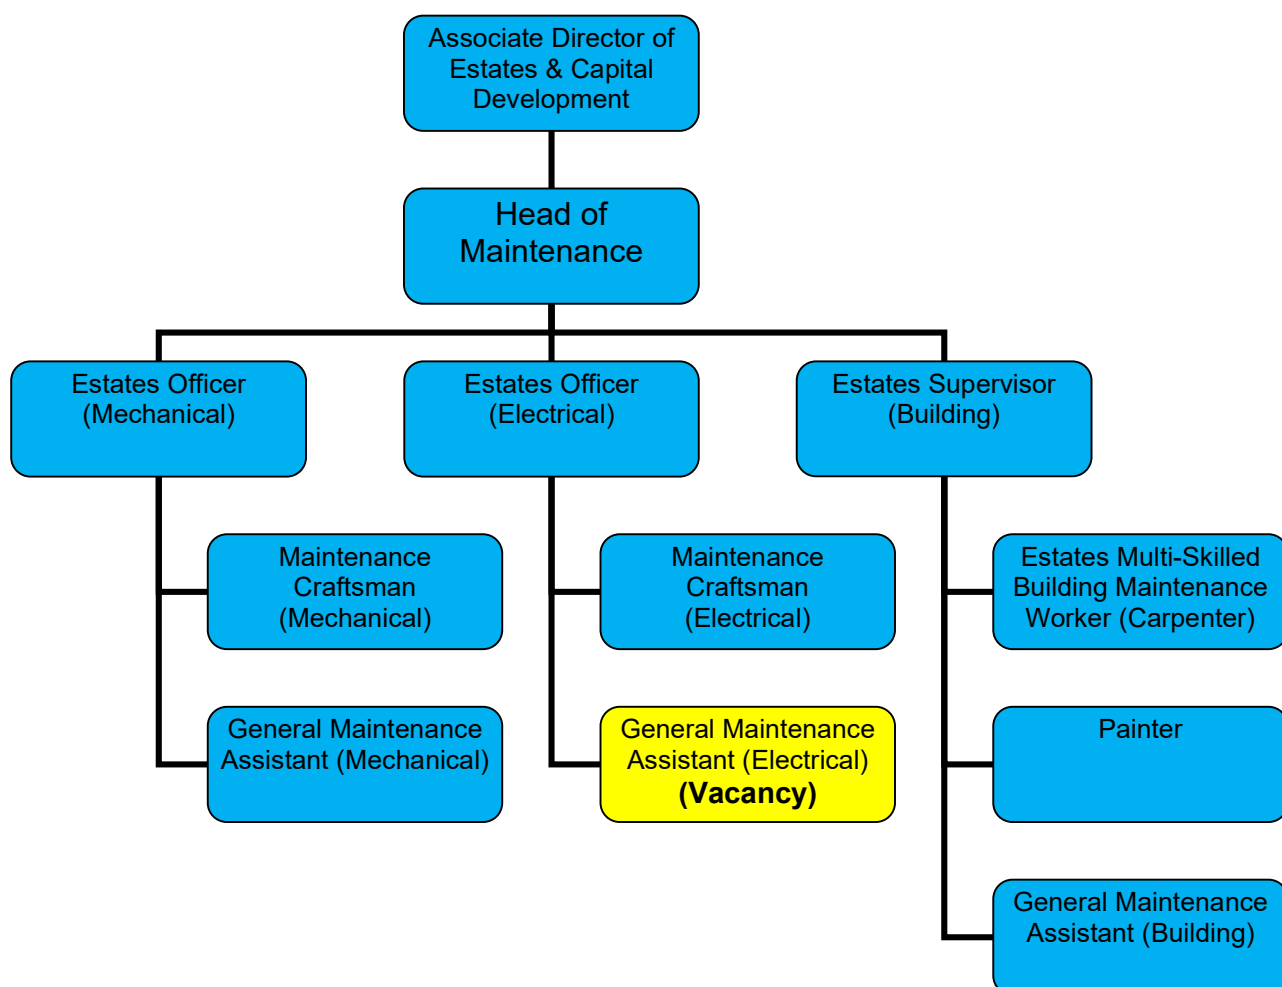 Associate Director of
Estates & Capital
Development
Head of
Maintenance
Estates Officer
(Mechanical)
Estates Officer
(Electrical)
Estates Supervisor
(Building)
Maintenance
Craftsman
(Mechanical)
Maintenance
Craftsman
(Electrical)
Estates Multi-Skilled
Building Maintenance
Worker (Carpenter)
General Maintenance
Assistant (Mechanical)
General Maintenance
Assistant (Electrical)
(Vacancy)
Painter
General Maintenance
Assistant (Building)